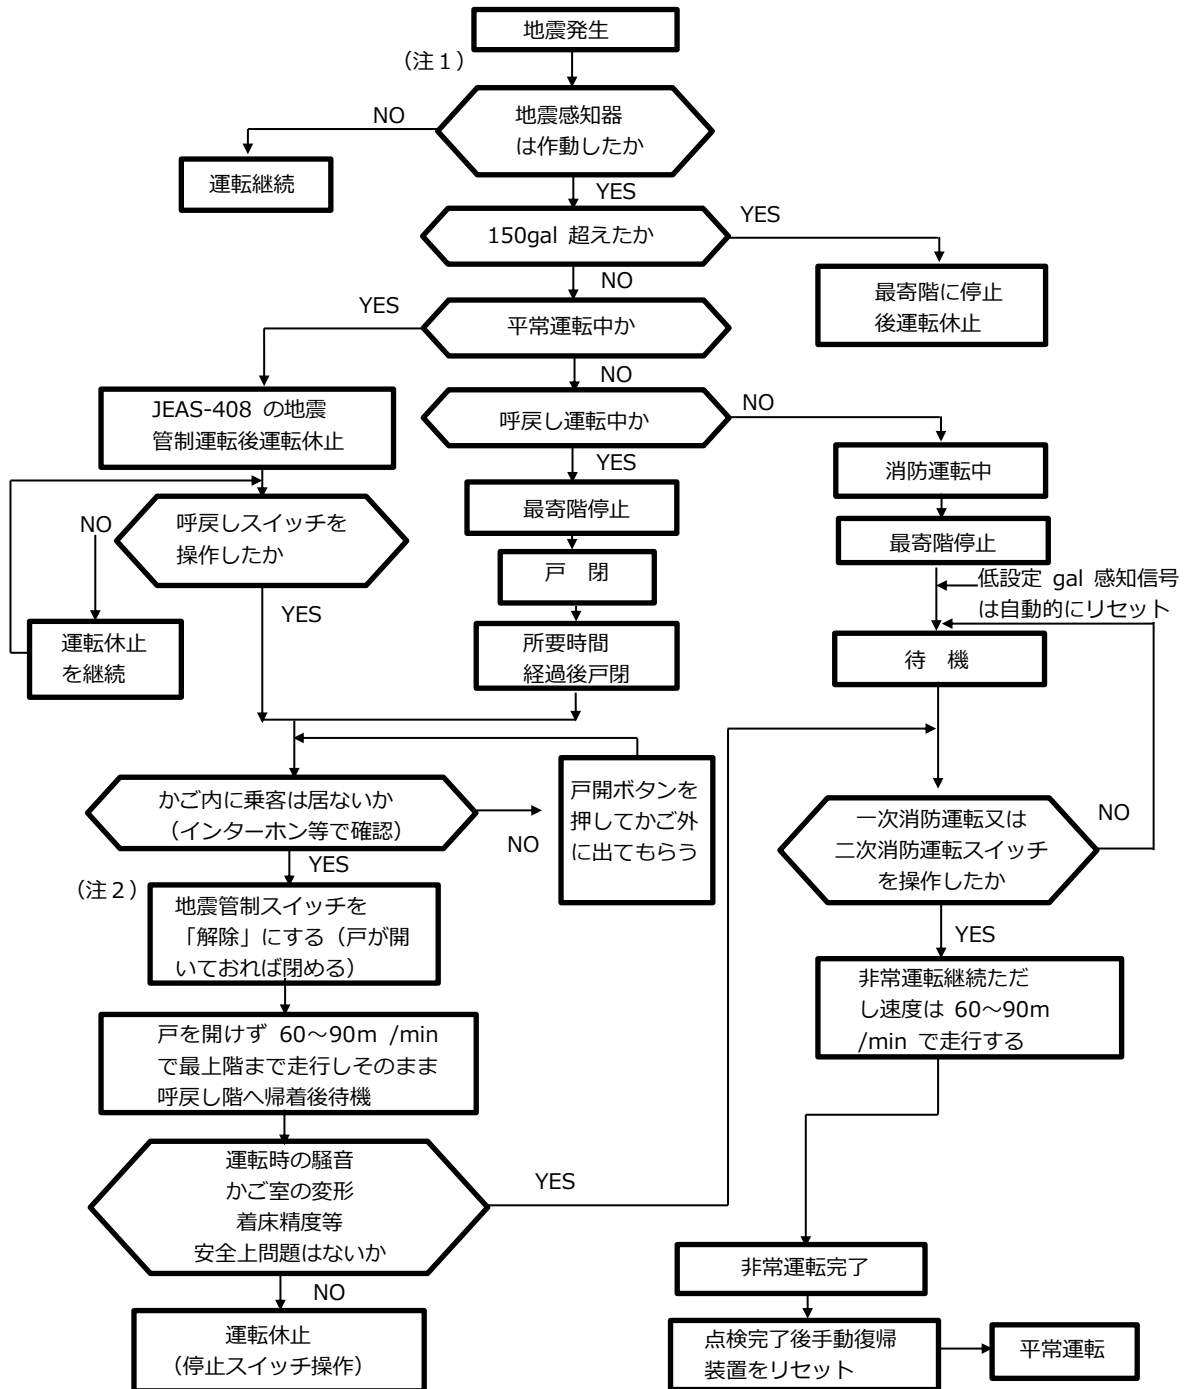 地震発生
（注１）
地震感知器
は作動したか
NO
運転継続
YES
150gal 超えたか
YES
最寄階に停止
後運転休止
NO
平常運転中か
YES
NO
JEAS-408 の地震
管制運転後運転休止
呼戻し運転中か
NO
YES
消防運転中
呼戻しスイッチを
操作したか
NO
YES
運転休止
を継続
最寄階停止
戸　閉
所要時間
経過後戸閉
最寄階停止
低設定 gal 感知信号
は自動的にリセット
待　機
かご内に乗客は居ないか
（インターホン等で確認）
NO
戸開ボタンを
押してかご外
に出てもらう
YES
（注２）
地震管制スイッチを
「解除」にする（戸が開
いておれば閉める）
一次消防運転又は
二次消防運転スイッチ
を操作したか
NO
YES
戸を開けず 60～90m /min
で最上階まで走行しそのまま
呼戻し階へ帰着後待機
非常運転継続ただ
し速度は 60～90m
/min で走行する
運転時の騒音
かご室の変形
着床精度等
安全上問題はないか
YES
NO
運転休止
（停止スイッチ操作）
非常運転完了
点検完了後手動復帰
装置をリセット
平常運転